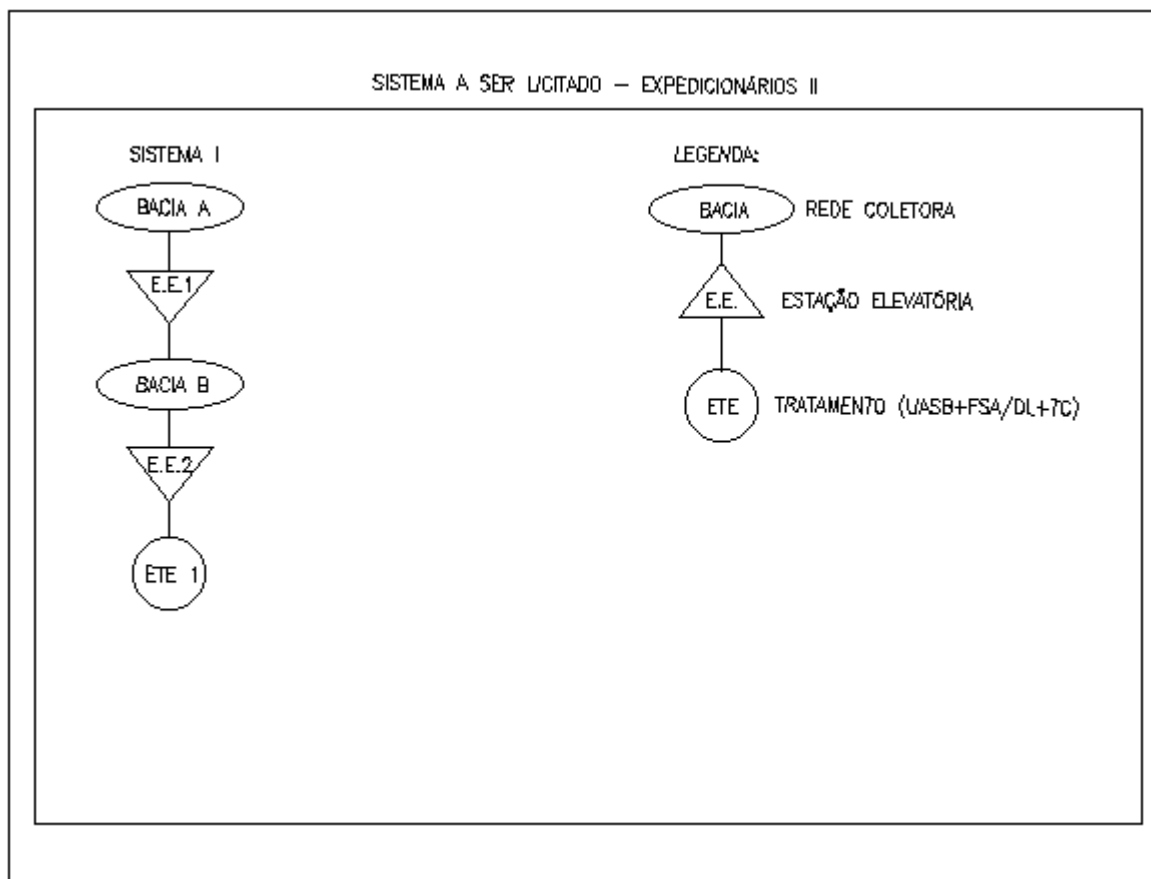 SISTEMA A SER LICITADO – EXPEDICIONÁRIOS II
SISTEMA I
BACIA A
E.E.1
BACIA B
E.E.2
ETE 1
LEGENDA:
BACIA REDE COLETORA
E.E. ESTAÇÃO ELEVATÓRIA
ETE TRATAMENTO (UASB+FSA/DL+TC)